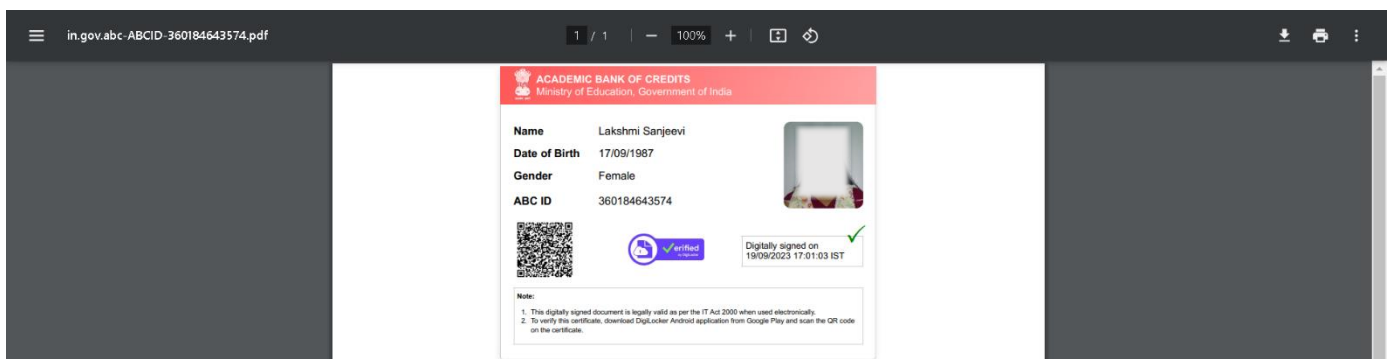 in.gov.abc-ABCID-360184643574.pdf
1 / 1
100%
ACADEMIC BANK OF CREDITS
Ministry of Education, Government of India
Name Lakshmi Sanjeevi
Date of Birth 17/09/1987
Gender Female
ABC ID 360184643574
Verified
by DigiLocker
Digitally signed on
19/09/2023 17:01:03 IST
Note:
1. This digitally signed document is legally valid as per the IT Act 2000 when used electronically.
2. To verify this certificate, download DigiLocker Android application from Google Play and scan the QR code
on the certificate.